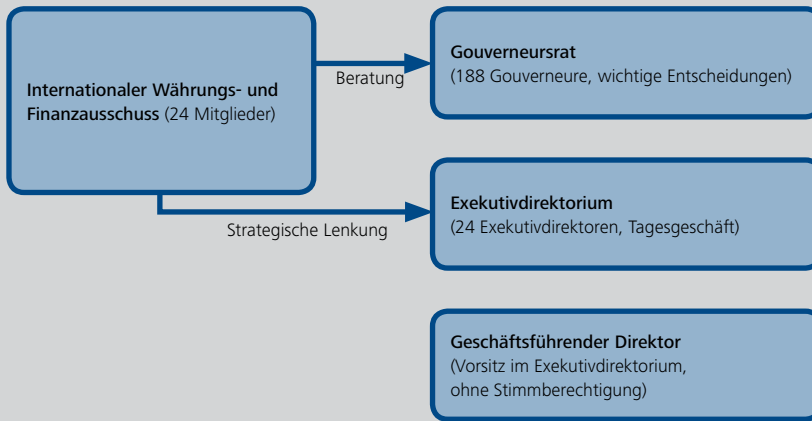 Internationaler Währungs- und
Finanzausschuss (24 Mitglieder)
Beratung
Gouverneursrat
(188 Gouverneure, wichtige Entscheidungen)
Strategische Lenkung
Exekutivdirektorium
(24 Exekutivdirektoren, Tagesgeschäft)
Geschäftsführender Direktor
(Vorsitz im Exekutivdirektorium,
ohne Stimmberechtigung)